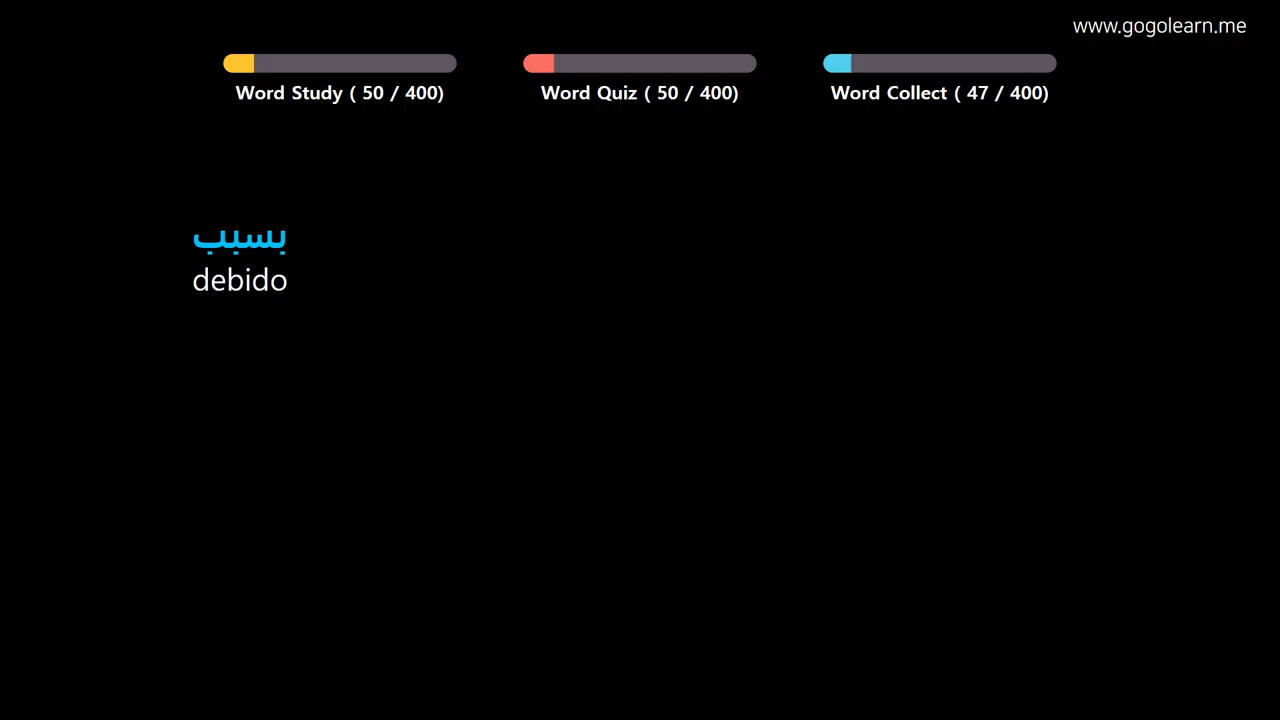 www.gogolearn.me
Word Study ( 50 / 400)
Word Quiz ( 50 / 400)
Word Collect ( 47 / 400)
بسبب
debido